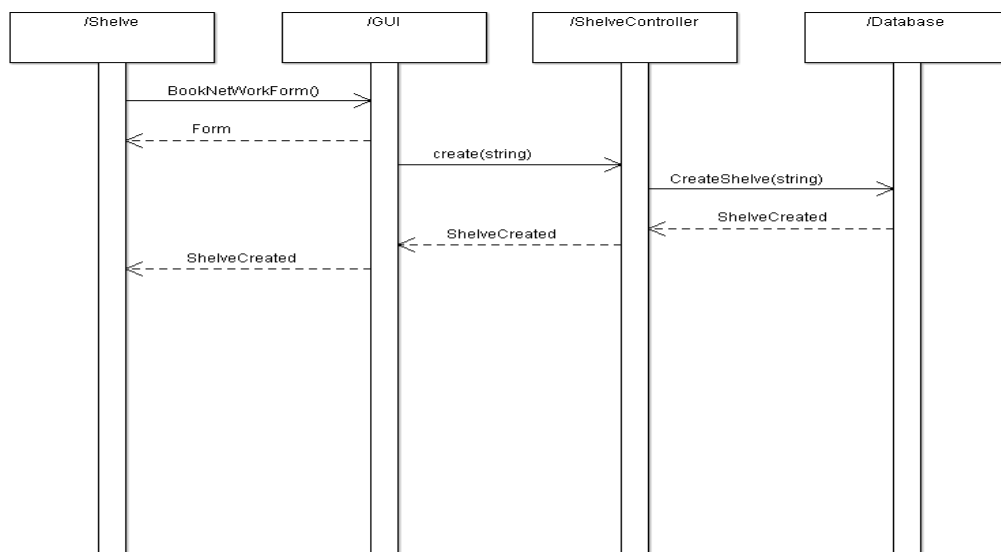 /Shelve
/GUI
/ShelveController
/Database
BookNetWorkForm()
Form
create(string)
CreateShelve(string)
ShelveCreated
ShelveCreated
ShelveCreated